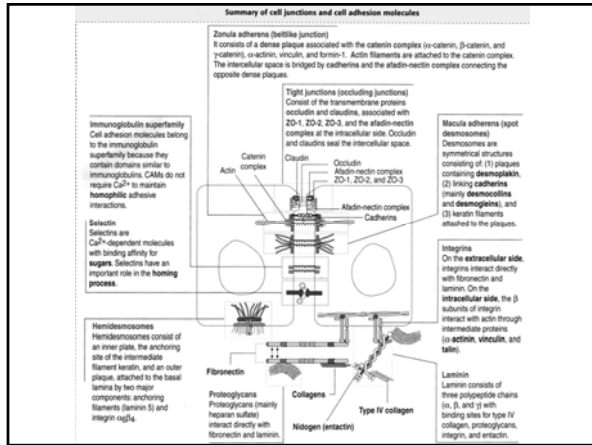 Summary of cell junctions and cell adhesion molecules
Zonula adherens (beltlike junction)
It consists of a dense plaque associated with the catenin complex (α-catenin, β-catenin, and
γ-catenin), α-actinin, vinculin, and formin-1. Actin filaments are attached to the catenin complex.
The intercellular space is bridged by cadherins and the afadin-nectin complex connecting the
opposite dense plaques.
Tight junctions (occluding junctions)
Consist of the transmembrane proteins
occludin and claudins, associated with
ZO-1, ZO-2, ZO-3, and the afadin-nectin
complex at the intracellular side. Occludin
and claudins seal the intercellular space.
Immunoglobulin superfamily
Cell adhesion molecules belong
to the immunoglobulin
superfamily because they
contain domains similar to
immunoglobulins. CAMs do not
require Ca2+ to maintain
homophilic adhesive
interactions.
Macula adherens (spot
desmosomes)
Desmosomes are
symmetrical structures
consisting of: (1) plaques
containing desmoplakin,
(2) linking cadherins
(mainly desmocollins
and desmogleins), and
(3) keratin filaments
attached to the plaques.
Catenin
complex
Actin
Claudin
Occludin
Afadin-nectin complex
ZO-1, ZO-2, and ZO-3
Afadin-nectin complex
Cadherins
Selectin
Selectins are
Ca2+-dependent molecules
with binding affinity for
sugars. Selectins have an
important role in the homing
process.
Integrins
On the extracellular side,
integrins interact directly
with fibronectin and
laminin. On the
intracellular side, the β
subunits of integrin
interact with actin through
intermediate proteins
(α-actinin, vinculin, and
talin).
Hemidesmosomes
Hemidesmosomes consist of
an inner plate, the anchoring
site of the intermediate
filament keratin, and an outer
plaque, attached to the basal
lamina by two major
components: anchoring
filaments (laminin 5) and
integrin α6β4.
Fibronectin
Proteoglycans
Proteoglycans (mainly
heparan sulfate)
interact directly with
fibronectin and laminin.
Collagens
Nidogen (entactin)
Type IV collagen
Laminin
Laminin consists of
three polypeptide chains
(α, β, and γ) with
binding sites for type IV
collagen, proteoglycans,
integrin, and entactin.